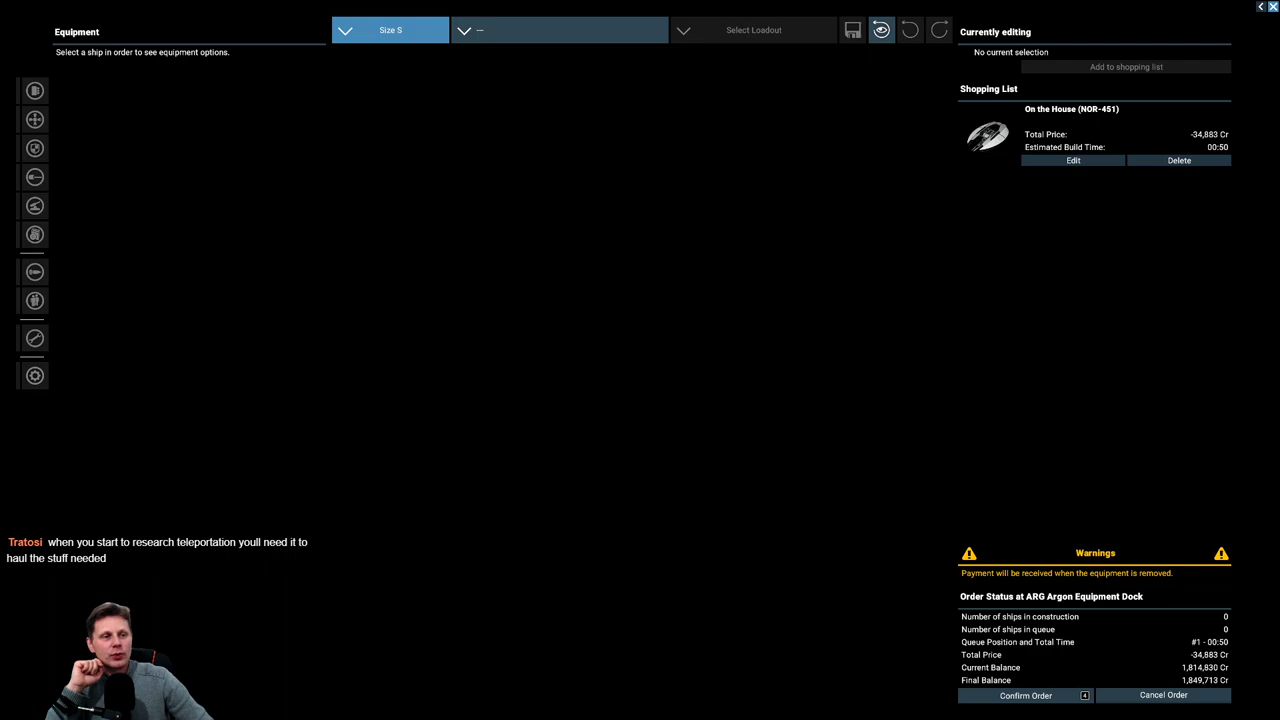 Equipment
Select a ship in order to see equipment options.
Size S
---
Select Loadout
Currently editing
No current selection
Add to shopping list
Shopping List
On the House (NOR-451)
Total Price: -34,883 Cr
Estimated Build Time: 00:50
Edit Delete
Tratosi when you start to research teleportation youll need it to
haul the stuff needed
Warnings
Payment will be received when the equipment is removed.
Order Status at ARG Argon Equipment Dock
Number of ships in construction 0
Number of ships in queue 0
Queue Position and Total Time #1 - 00:50
Total Price -34,883 Cr
Current Balance 1,814,830 Cr
Final Balance 1,849,713 Cr
Confirm Order 4 Cancel Order